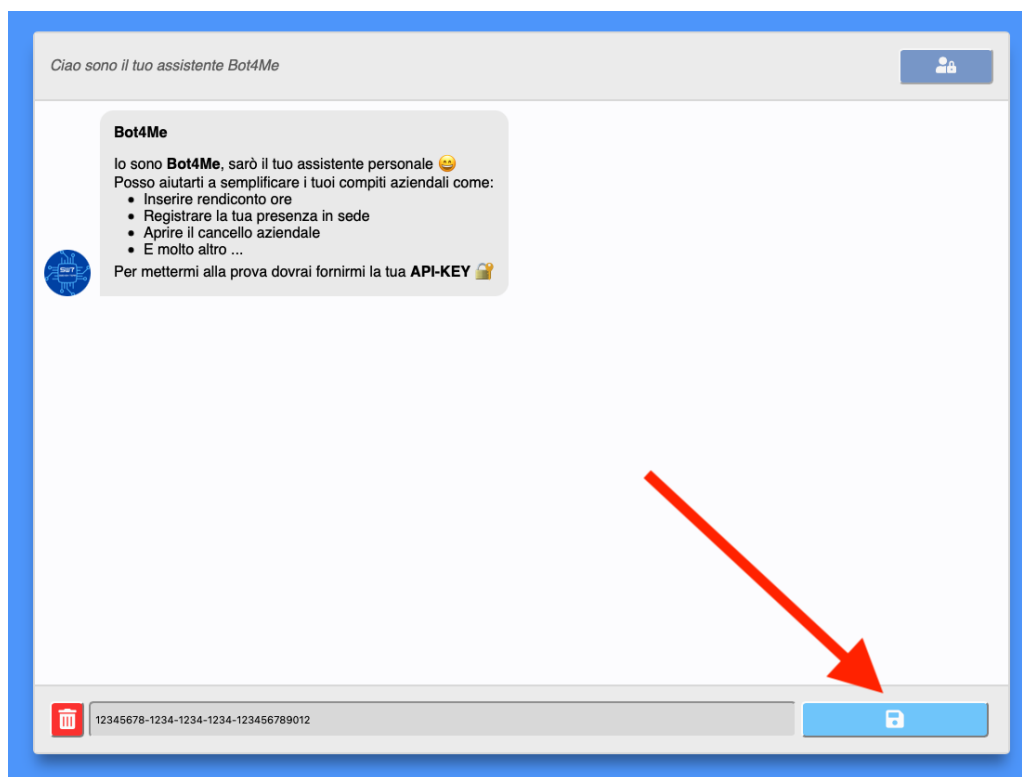 Ciao sono il tuo assistente Bot4Me
Bot4Me
Io sono Bot4Me, sarò il tuo assistente personale 😄
Posso aiutarti a semplificare i tuoi compiti aziendali come:
• Inserire rendiconto ore
• Registrare la tua presenza in sede
• Aprire il cancello aziendale
• E molto altro ...
Per mettermi alla prova dovrai fornirmi la tua API-KEY 🔐
SET
12345678-1234-1234-1234-123456789012